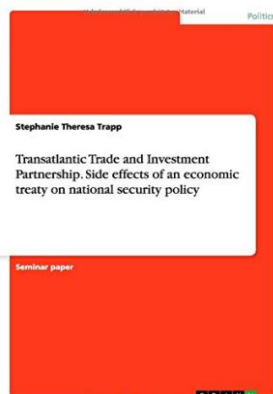 Politic
Stephanie Theresa Trapp
Transatlantic Trade and Investment
Partnership. Side effects of an economic
treaty on national security policy
Seminar paper